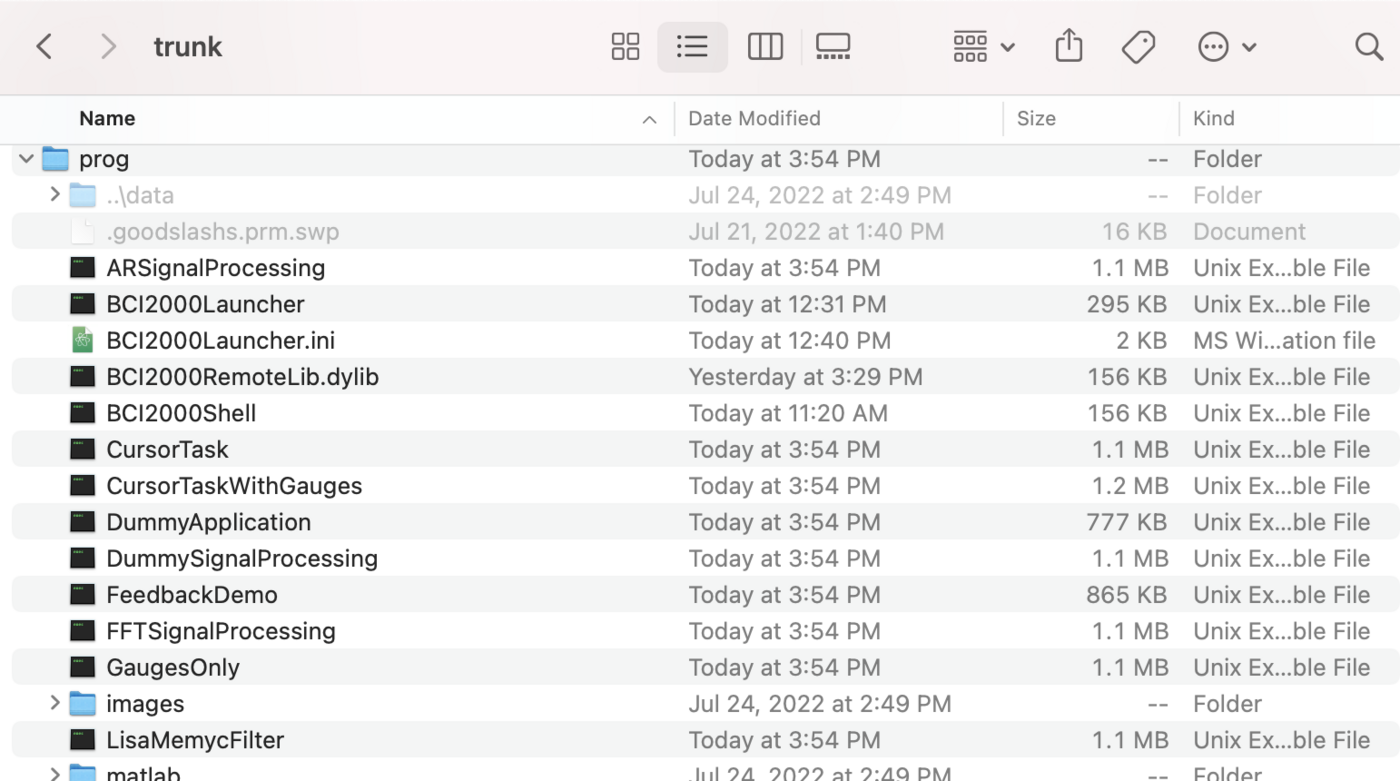 trunk
Name Date Modified Size Kind
prog Today at 3:54 PM -- Folder
..\data Jul 24, 2022 at 2:49 PM -- Folder
.goodslashs.prm.swp Jul 21, 2022 at 1:40 PM 16 KB Document
ARSignalProcessing Today at 3:54 PM 1.1 MB Unix Ex...ble File
BCI2000Launcher Today at 12:31 PM 295 KB Unix Ex...ble File
BCI2000Launcher.ini Today at 12:40 PM 2 KB MS Wi...ation file
BCI2000RemoteLib.dylib Yesterday at 3:29 PM 156 KB Unix Ex...ble File
BCI2000Shell Today at 11:20 AM 156 KB Unix Ex...ble File
CursorTask Today at 3:54 PM 1.1 MB Unix Ex...ble File
CursorTaskWithGauges Today at 3:54 PM 1.2 MB Unix Ex...ble File
DummyApplication Today at 3:54 PM 777 KB Unix Ex...ble File
DummySignalProcessing Today at 3:54 PM 1.1 MB Unix Ex...ble File
FeedbackDemo Today at 3:54 PM 865 KB Unix Ex...ble File
FFTSignalProcessing Today at 3:54 PM 1.1 MB Unix Ex...ble File
GaugesOnly Today at 3:54 PM 1.1 MB Unix Ex...ble File
images Jul 24, 2022 at 2:49 PM -- Folder
LisaMemycFilter Today at 3:54 PM 1.1 MB Unix Ex...ble File
matlab Jul 24, 2022 at 2:49 PM -- Folder